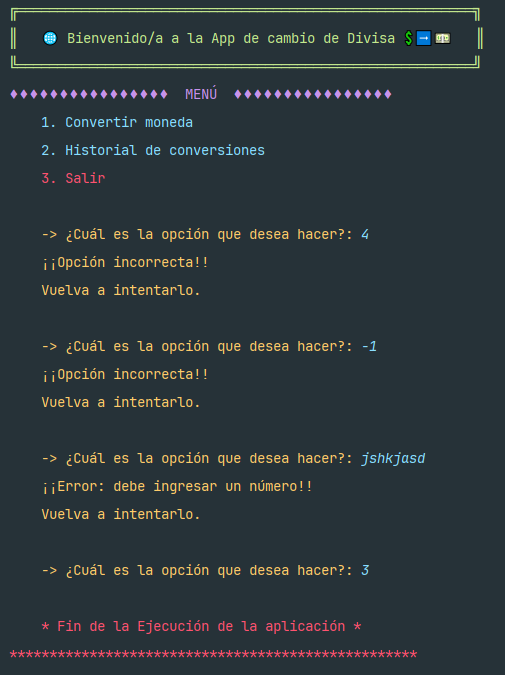 🌐 Bienvenido/a a la App de cambio de Divisa $➡💵
♦♦♦♦♦♦♦♦♦♦♦♦♦♦♦♦ MENÚ ♦♦♦♦♦♦♦♦♦♦♦♦♦♦♦♦
1. Convertir moneda
2. Historial de conversiones
3. Salir
-> ¿Cuál es la opción que desea hacer?: 4
¡¡Opción incorrecta!!
Vuelva a intentarlo.
-> ¿Cuál es la opción que desea hacer?: -1
¡¡Opción incorrecta!!
Vuelva a intentarlo.
-> ¿Cuál es la opción que desea hacer?: jshkjasd
¡¡Error: debe ingresar un número!!
Vuelva a intentarlo.
-> ¿Cuál es la opción que desea hacer?: 3
* Fin de la Ejecución de la aplicación *
***************************************************